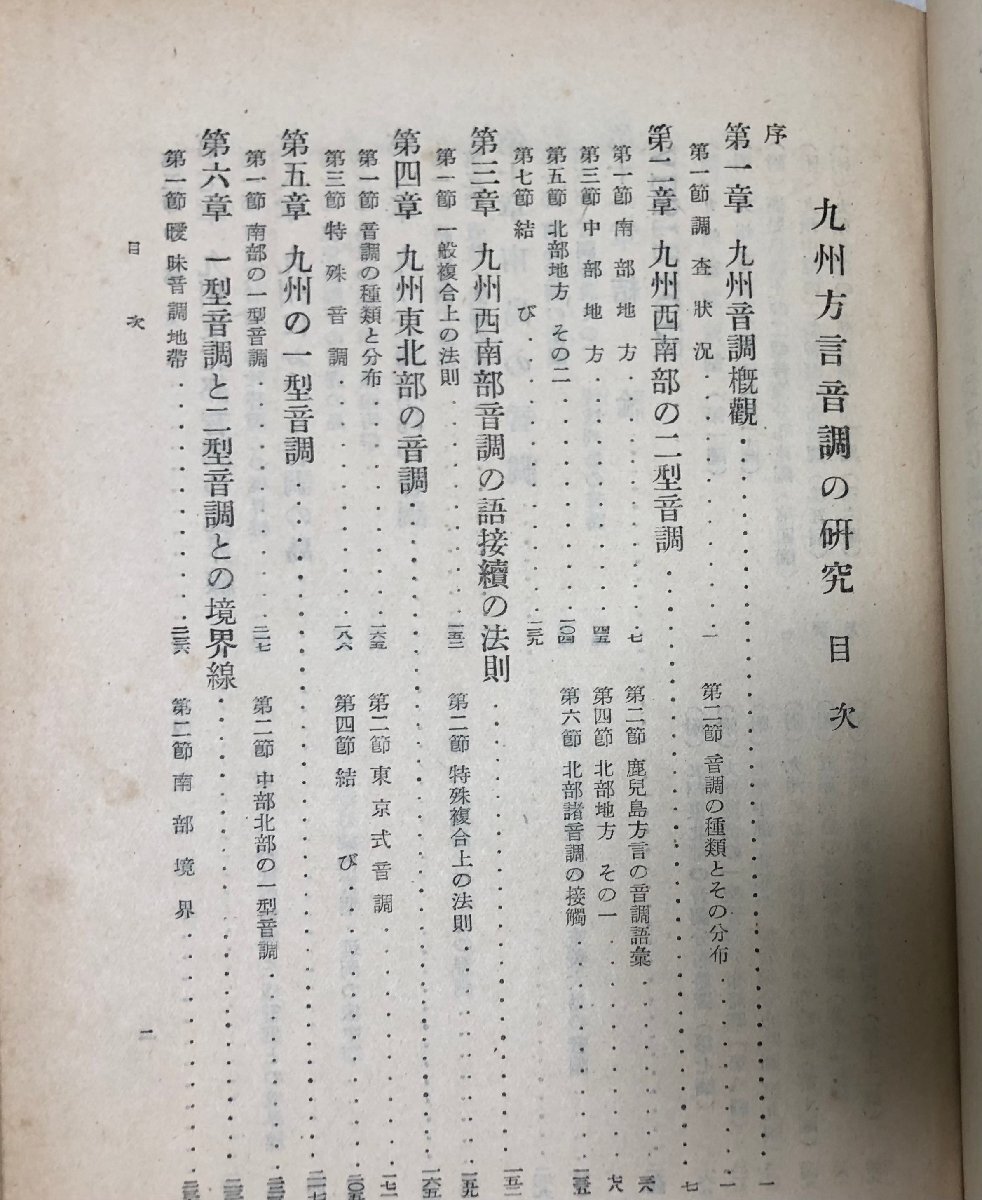 九州方言音調の研究 目次
序・・・一
第一章 九州音調槪觀・・・一
第一節 調査狀況・・・一
第二節 音調の種類とその分布
第二章 九州西南部の二型音調・・・七
第一節 南部地方・・・七
第二節 鹿兒島方言の音調語彙
第三節 中部地方・・・四五
第四節 北部地方 その一
第五節 北部地方 その二・・・一〇四
第六節 北部諸音調の接觸
第七節 結び
第三章 九州西南部音調の語接續の法則・・・一五二
第一節 一般複合上の法則・・・一五二
第二節 特殊複合上の法則
第四章 九州東北部の音調・・・一六五
第一節 音調の種類と分布・・・一六五
第二節 東京式音調
第三節 特殊音調・・・一八六
第四節 結び
第五章 九州の一型音調・・・二一七
第一節 南部の一型音調・・・二一七
第二節 中部北部の一型音調
第六章 一型音調と二型音調との境界線
第一節 曖昧音調地帶
第二節 南部境界
目次
二